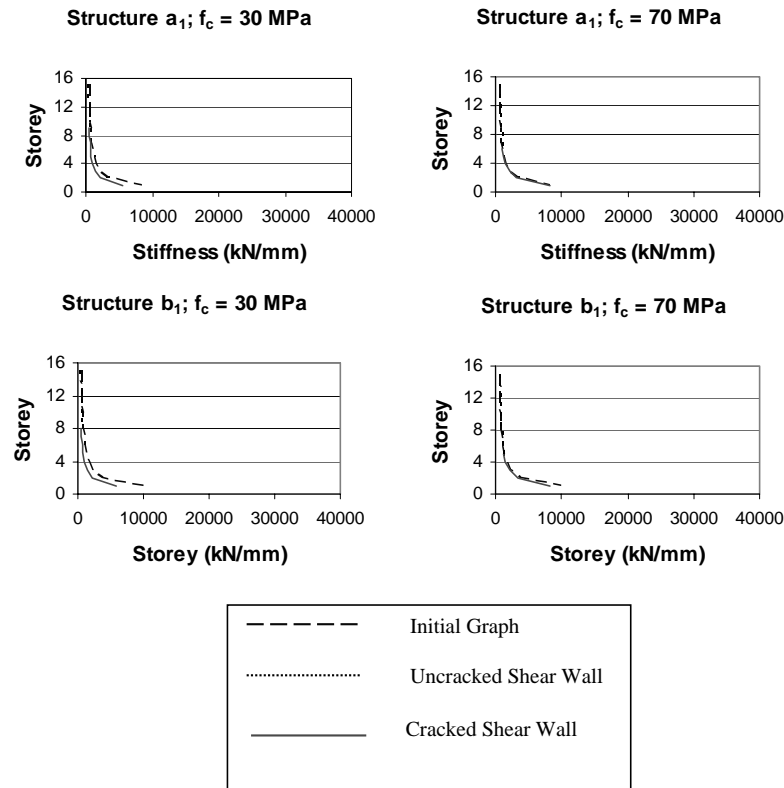 Structure a₁; f_c = 30 MPa
16
12
8
4
0
Storey
0 10000 20000 30000 40000
Stiffness (kN/mm)
Structure a₁; f_c = 70 MPa
16
12
8
4
0
Storey
0 10000 20000 30000 40000
Stiffness (kN/mm)
Structure b₁; f_c = 30 MPa
16
12
8
4
0
Storey
0 10000 20000 30000 40000
Storey (kN/mm)
Structure b₁; f_c = 70 MPa
16
12
8
4
0
Storey
0 10000 20000 30000 40000
Storey (kN/mm)
Initial Graph
Uncracked Shear Wall
Cracked Shear Wall